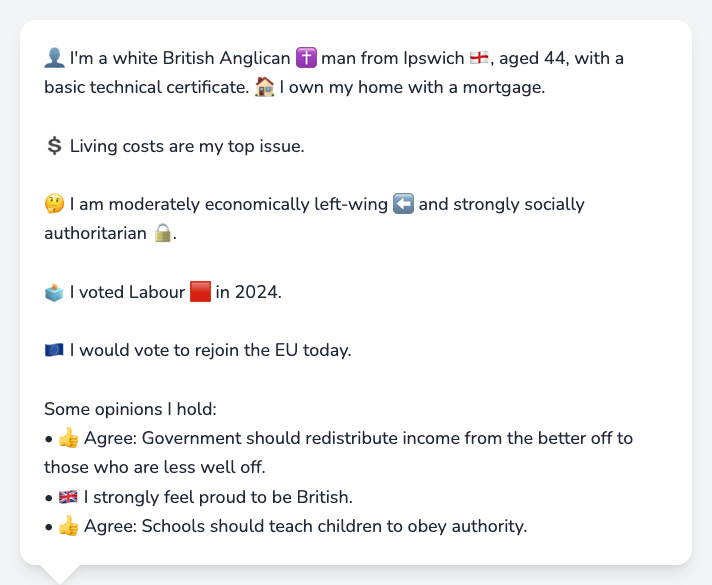 👤 I'm a white British Anglican ✝️ man from Ipswich 🏴󠁧󠁢󠁥󠁮󠁧󠁿, aged 44, with a
basic technical certificate. 🏠 I own my home with a mortgage.
💲 Living costs are my top issue.
🤔 I am moderately economically left-wing ⬅️ and strongly socially
authoritarian 🔒.
🗳️ I voted Labour 🟥 in 2024.
🇪🇺 I would vote to rejoin the EU today.
Some opinions I hold:
• 👍 Agree: Government should redistribute income from the better off to
those who are less well off.
• 🇬🇧 I strongly feel proud to be British.
• 👍 Agree: Schools should teach children to obey authority.